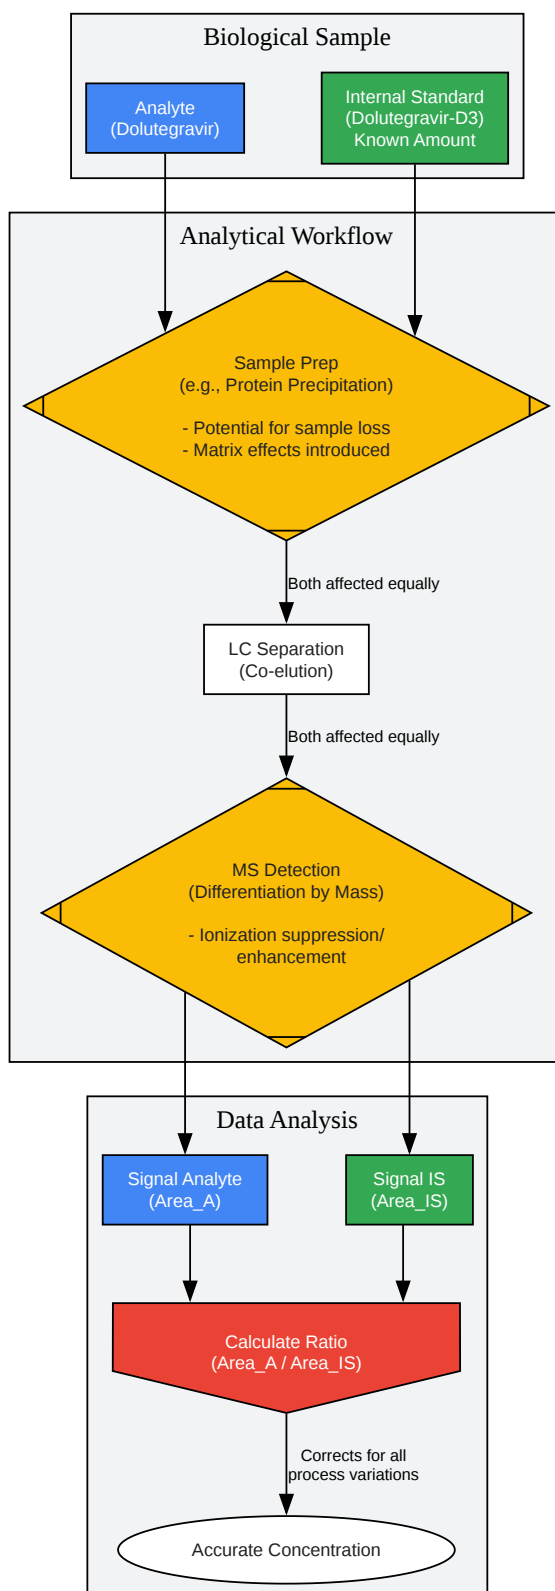 Biological Sample
Analyte
(Dolutegravir)
Internal Standard
(Dolutegravir-D3)
Known Amount
Analytical Workflow
Sample Prep
(e.g., Protein Precipitation)
- Potential for sample loss
- Matrix effects introduced
Both affected equally
LC Separation
(Co-elution)
Both affected equally
MS Detection
(Differentiation by Mass)
- Ionization suppression/
enhancement
Data Analysis
Signal Analyte
(Area_A)
Signal IS
(Area_IS)
Calculate Ratio
(Area_A / Area_IS)
Corrects for all
process variations
Accurate Concentration